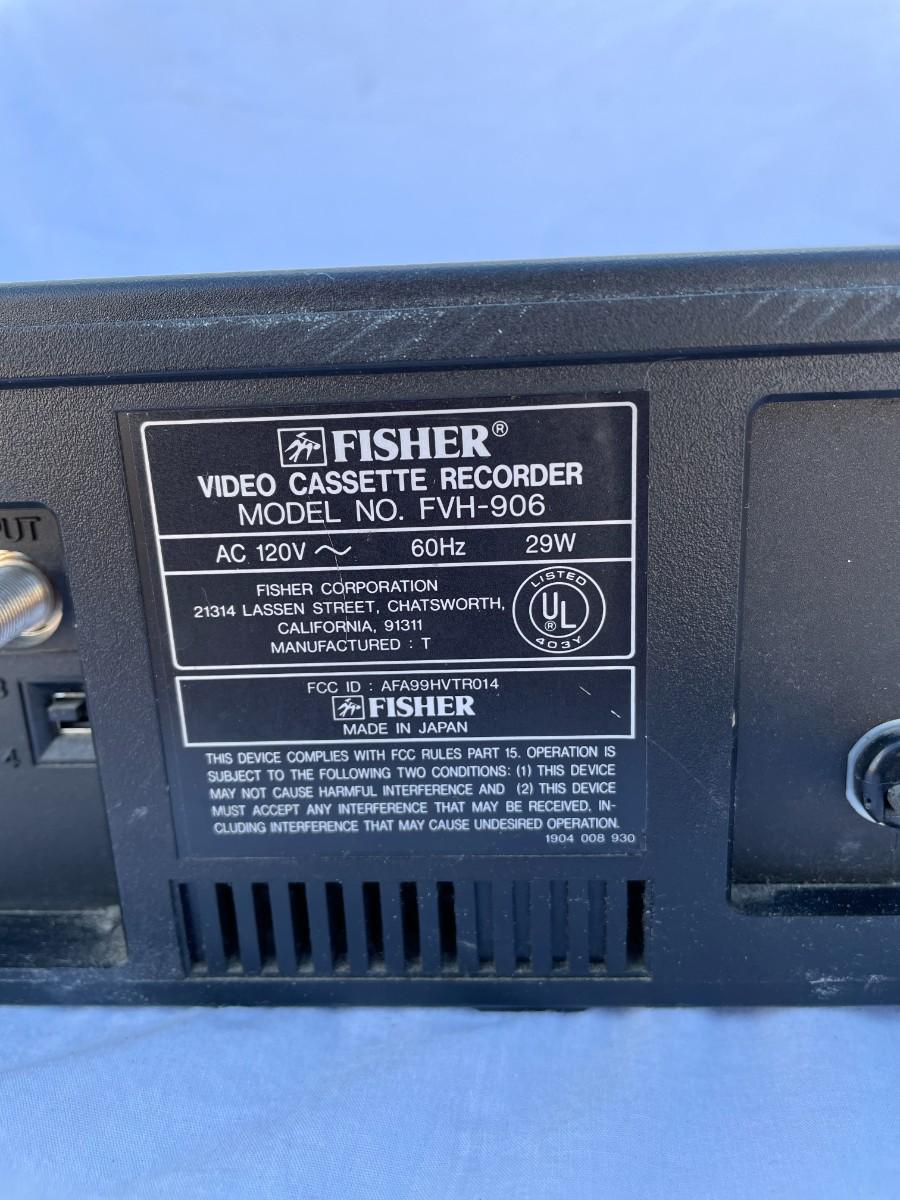 FISHER®
VIDEO CASSETTE RECORDER
MODEL NO. FVH-906
AC 120V ~ 60Hz 29W
FISHER CORPORATION
21314 LASSEN STREET, CHATSWORTH,
CALIFORNIA, 91311
MANUFACTURED : T
LISTED
UL®
403Y
FCC ID : AFA99HVTR014
FISHER
MADE IN JAPAN
THIS DEVICE COMPLIES WITH FCC RULES PART 15. OPERATION IS
SUBJECT TO THE FOLLOWING TWO CONDITIONS: (1) THIS DEVICE
MAY NOT CAUSE HARMFUL INTERFERENCE AND (2) THIS DEVICE
MUST ACCEPT ANY INTERFERENCE THAT MAY BE RECEIVED, IN-
CLUDING INTERFERENCE THAT MAY CAUSE UNDESIRED OPERATION.
1904 008 930
3
4